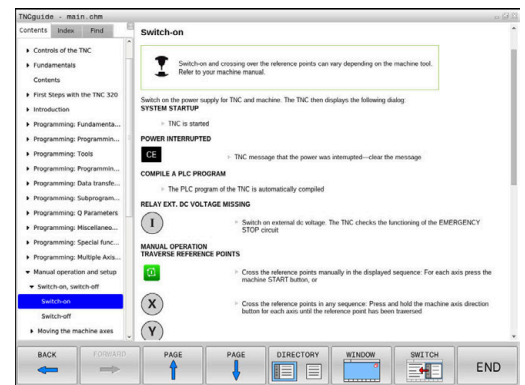 TNCguide - main.chm
Contents Index Find
Controls of the TNC
Fundamentals
Contents
First Steps with the TNC 320
Introduction
Programming: Fundamenta...
Programming: Programmin...
Programming: Tools
Programming: Programmin...
Programming: Data transfe...
Programming: Subprogram...
Programming: Q Parameters
Programming: Miscellaneo...
Programming: Special func...
Programming: Multiple Axis...
Manual operation and setup
Switch-on, switch-off
Switch-on
Switch-off
Moving the machine axes
Switch-on
Switch-on and crossing over the reference points can vary depending on the machine tool.
Refer to your machine manual.
Switch on the power supply for TNC and machine. The TNC then displays the following dialog:
SYSTEM STARTUP
TNC is started
POWER INTERRUPTED
CE
TNC message that the power was interrupted—clear the message
COMPILE A PLC PROGRAM
The PLC program of the TNC is automatically compiled
RELAY EXT. DC VOLTAGE MISSING
I
Switch on external dc voltage. The TNC checks the functioning of the EMERGENCY
STOP circuit
MANUAL OPERATION
TRAVERSE REFERENCE POINTS
Cross the reference points manually in the displayed sequence: For each axis press the
machine START button, or
X
Cross the reference points in any sequence: Press and hold the machine axis direction
button for each axis until the reference point has been traversed
Y
BACK FORWARD PAGE PAGE DIRECTORY WINDOW SWITCH END